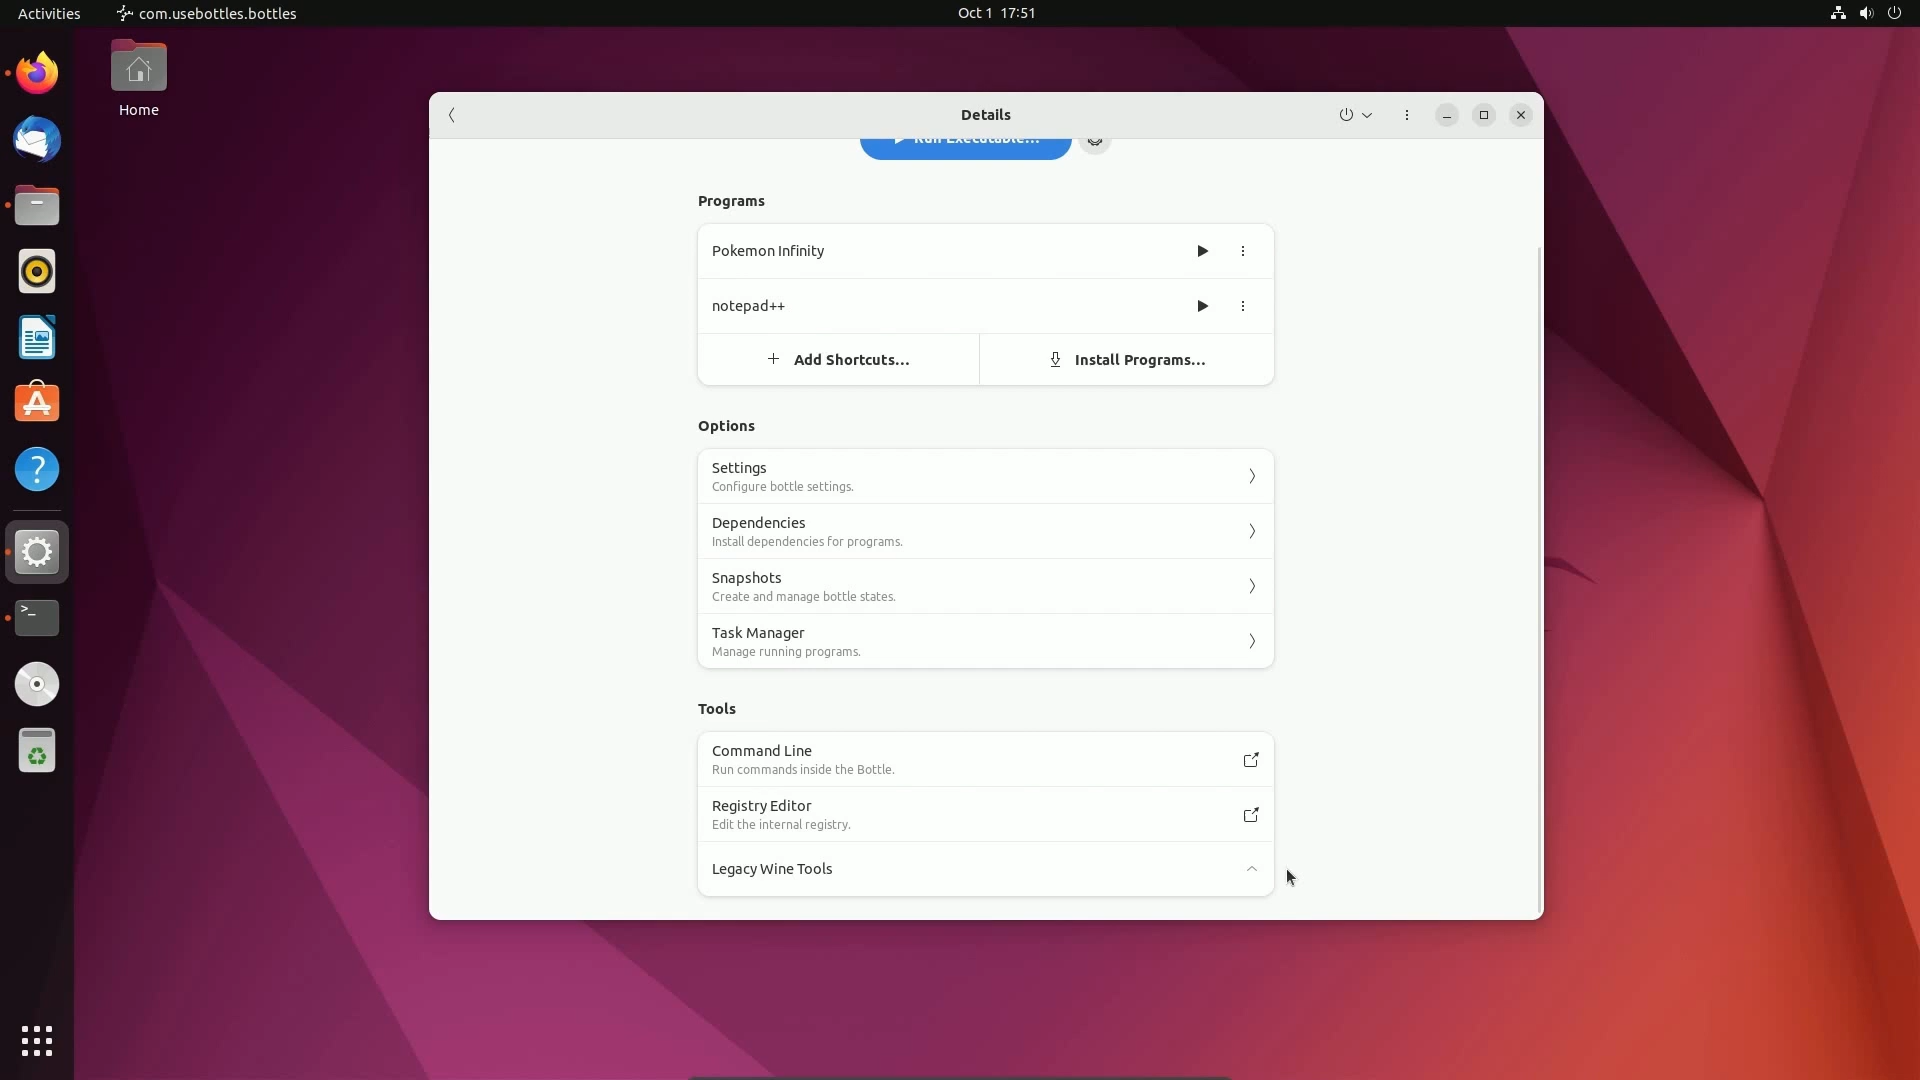 Activities
com.usebottles.bottles
Oct 1 17:51
Home
Details
Run Executable...
Programs
Pokemon Infinity
notepad++
Add Shortcuts...
Install Programs...
Options
Settings
Configure bottle settings.
Dependencies
Install dependencies for programs.
Snapshots
Create and manage bottle states.
Task Manager
Manage running programs.
Tools
Command Line
Run commands inside the Bottle.
Registry Editor
Edit the internal registry.
Legacy Wine Tools